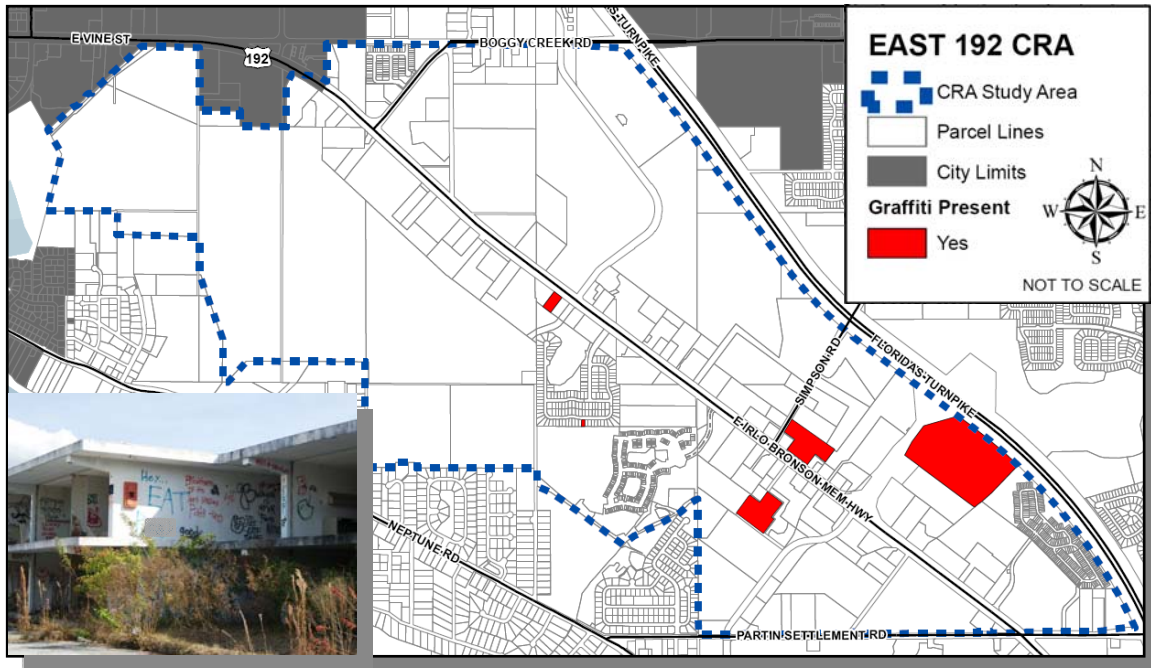 E VINE ST
192
BOGGY CREEK RD
S-TURNPIKE
EAST 192 CRA
CRA Study Area
Parcel Lines
City Limits
Graffiti Present
Yes
N
W E
S
NOT TO SCALE
SIMPSON-RD
FLORIDAS-TURNPIKE
E-IRLO-BRONSON-MEM-HWY
NEPTUNE-RD
PARTIN SETTLEMENT RD
Hey...
EAT